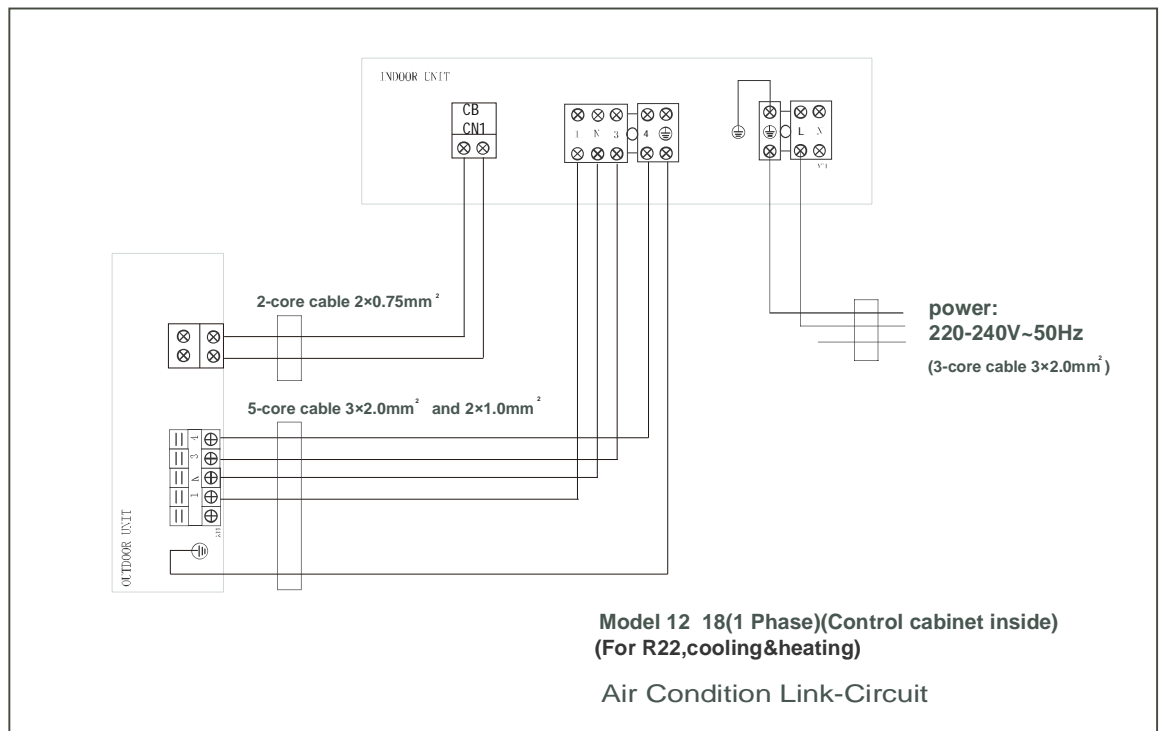 INDOOR UNIT
CB
CN1
1 N 3 4
L N
2-core cable 2×0.75mm²
power:
220-240V~50Hz
(3-core cable 3×2.0mm²)
5-core cable 3×2.0mm² and 2×1.0mm²
4
3
N
1
OUTDOOR UNIT
Model 12 18(1 Phase)(Control cabinet inside)
(For R22,cooling&heating)
Air Condition Link-Circuit